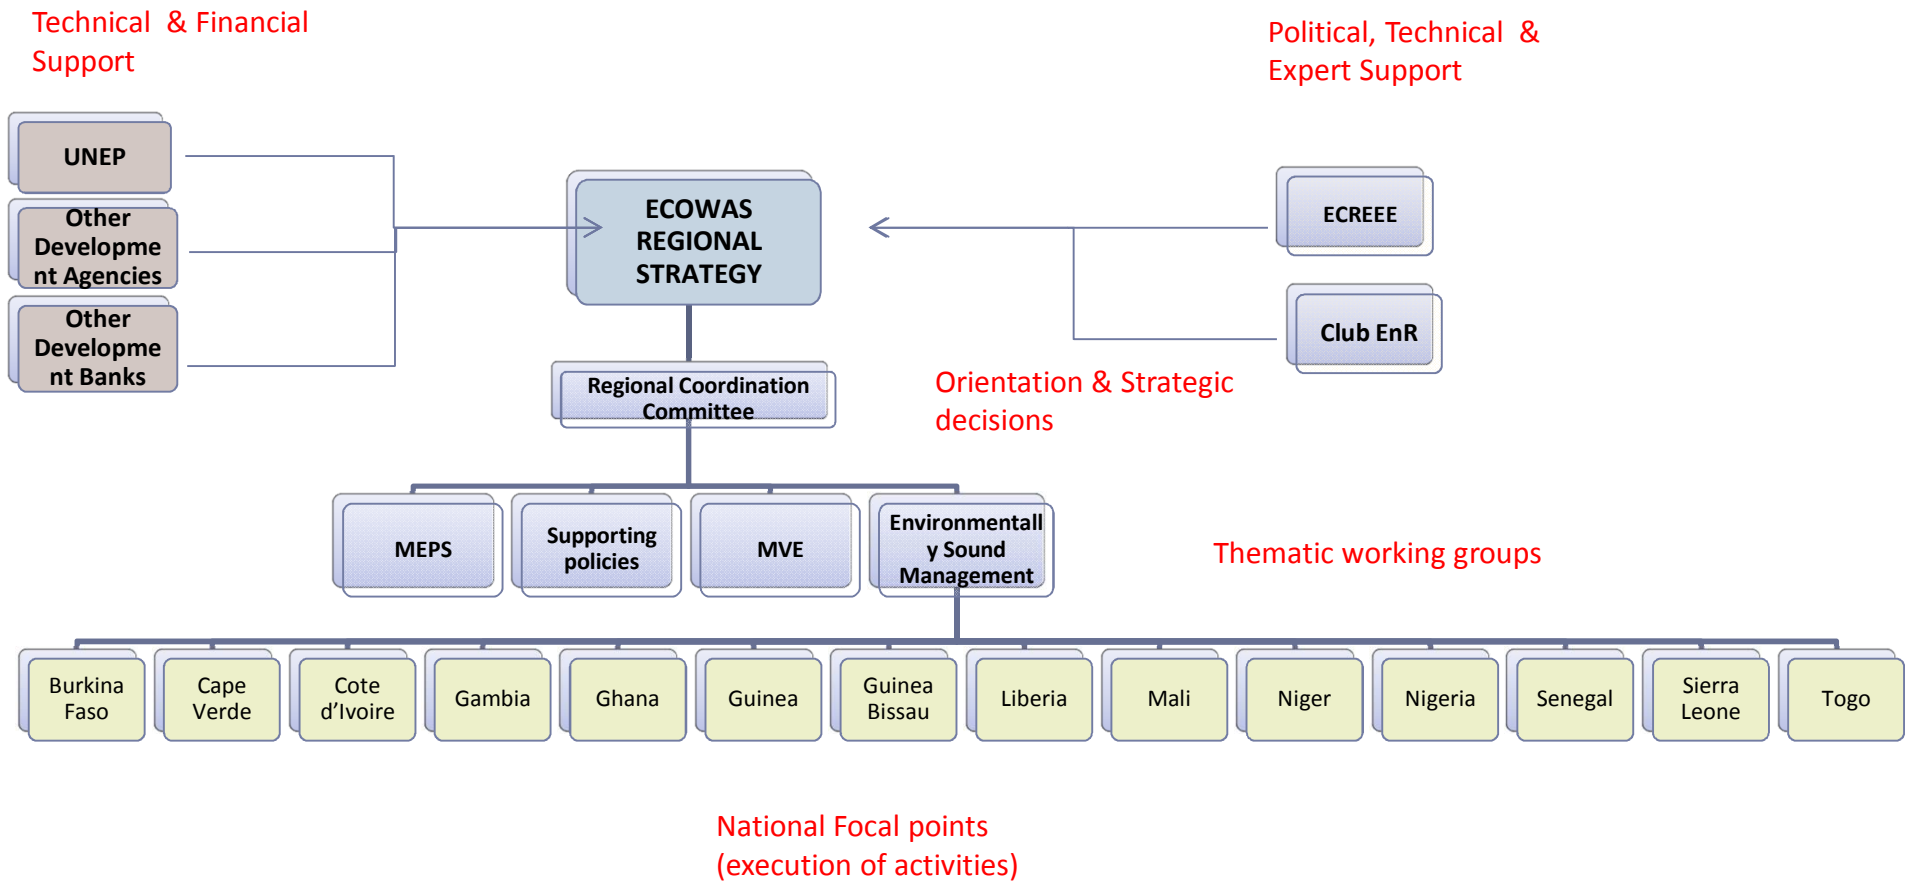 Technical & Financial
Support
Political, Technical &
Expert Support
UNEP
Other
Developme
nt Agencies
Other
Developme
nt Banks
ECOWAS
REGIONAL
STRATEGY
ECREEE
Club EnR
Regional Coordination
Committee
Orientation & Strategic
decisions
MEPS
Supporting
policies
MVE
Environmentall
y Sound
Management
Thematic working groups
Burkina
Faso
Cape
Verde
Cote
d’Ivoire
Gambia
Ghana
Guinea
Guinea
Bissau
Liberia
Mali
Niger
Nigeria
Senegal
Sierra
Leone
Togo
National Focal points
(execution of activities)